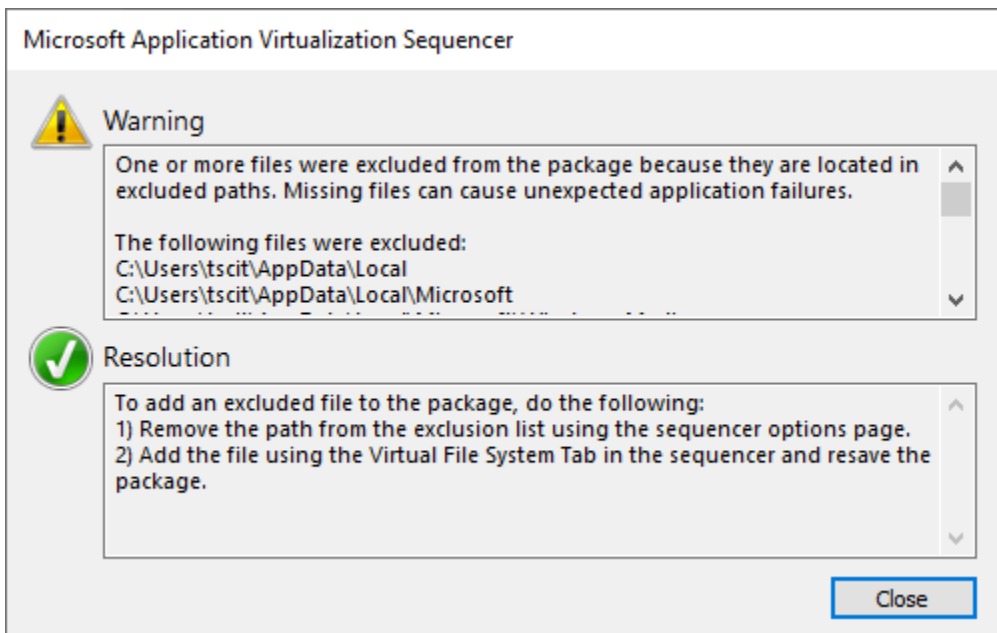 Microsoft Application Virtualization Sequencer
Warning
One or more files were excluded from the package because they are located in
excluded paths. Missing files can cause unexpected application failures.
The following files were excluded:
C:\Users\tscit\AppData\Local
C:\Users\tscit\AppData\Local\Microsoft
Resolution
To add an excluded file to the package, do the following:
1) Remove the path from the exclusion list using the sequencer options page.
2) Add the file using the Virtual File System Tab in the sequencer and resave the
package.
Close